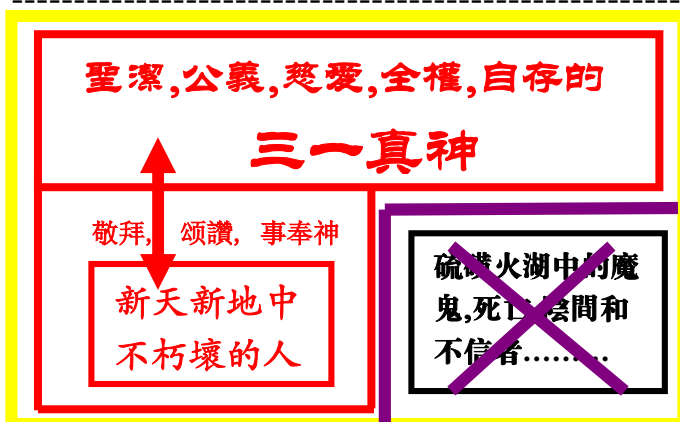 聖潔,公義,慈愛,全權,自存的
三一真神
敬拜, 颂讚, 事奉神
新天新地中
不朽壞的人
硫磺火湖中的魔
鬼,死亡,陰間和
不信者………